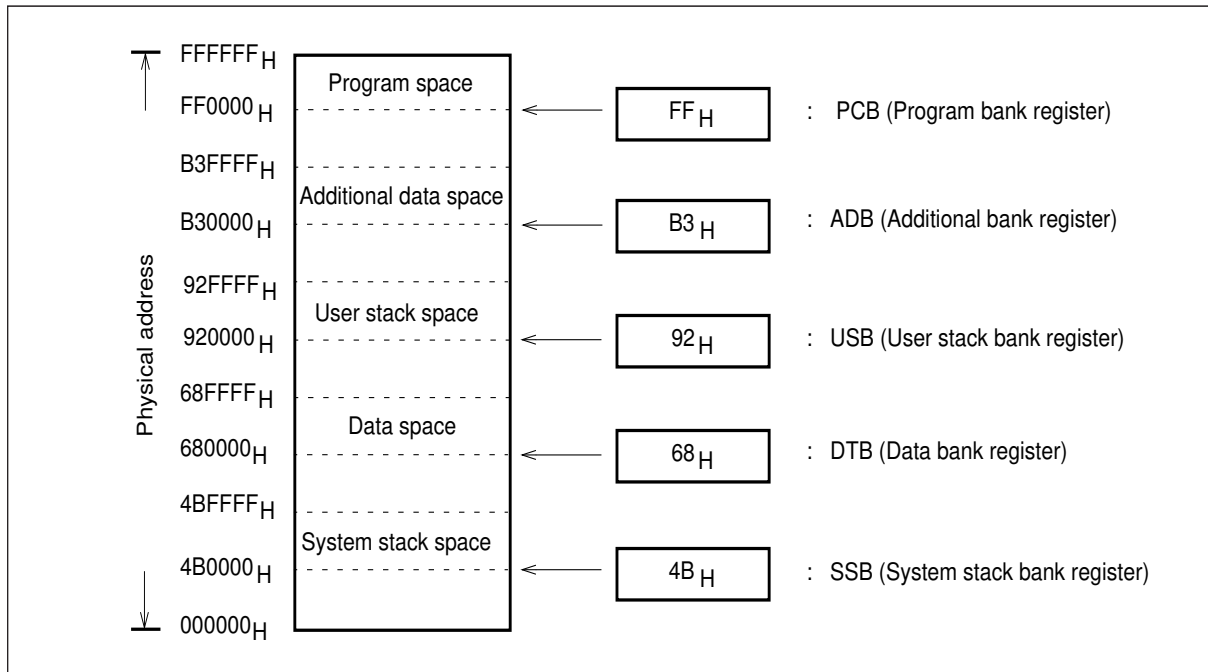 FFFFFFH
Program space
FF0000H
FFH
: PCB (Program bank register)
B3FFFFH
Additional data space
B30000H
B3H
: ADB (Additional bank register)
92FFFFH
User stack space
920000H
92H
: USB (User stack bank register)
68FFFFH
Data space
680000H
68H
: DTB (Data bank register)
4BFFFFH
System stack space
4B0000H
4BH
: SSB (System stack bank register)
000000H
Physical address